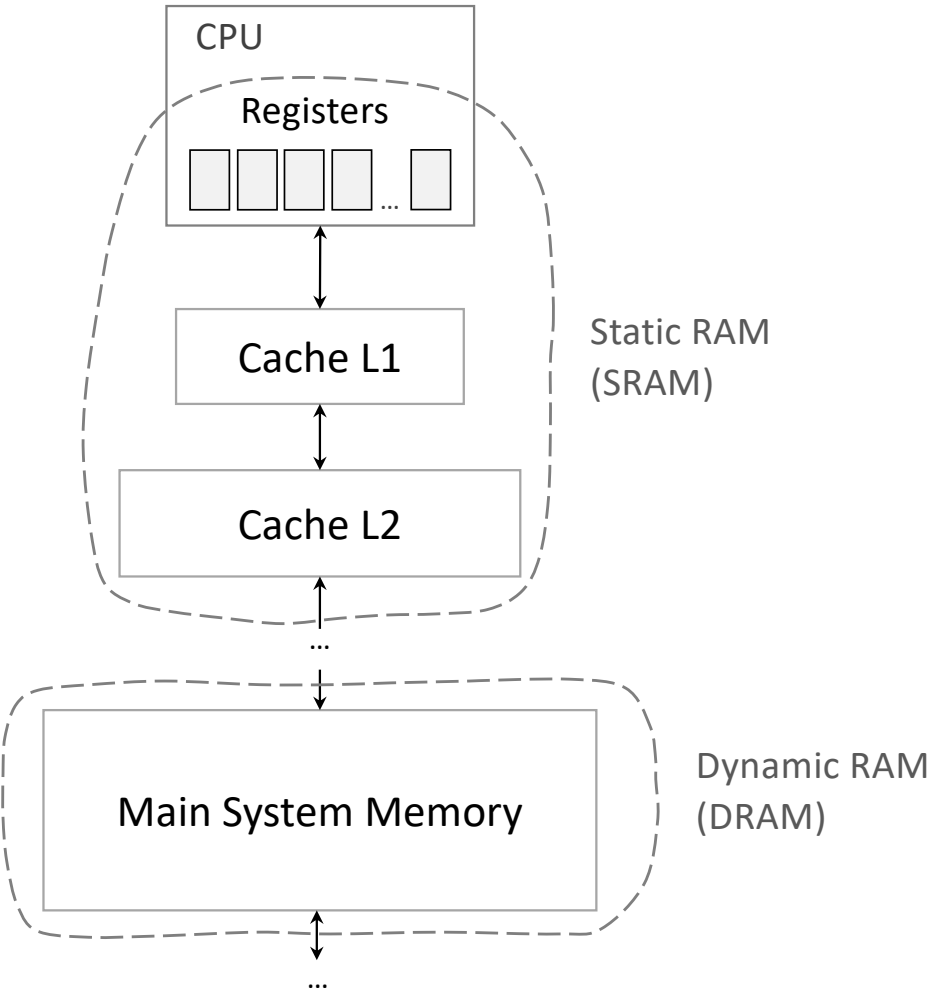 CPU
Registers
...
Cache L1
Static RAM
(SRAM)
Cache L2
...
Main System Memory
Dynamic RAM
(DRAM)
...